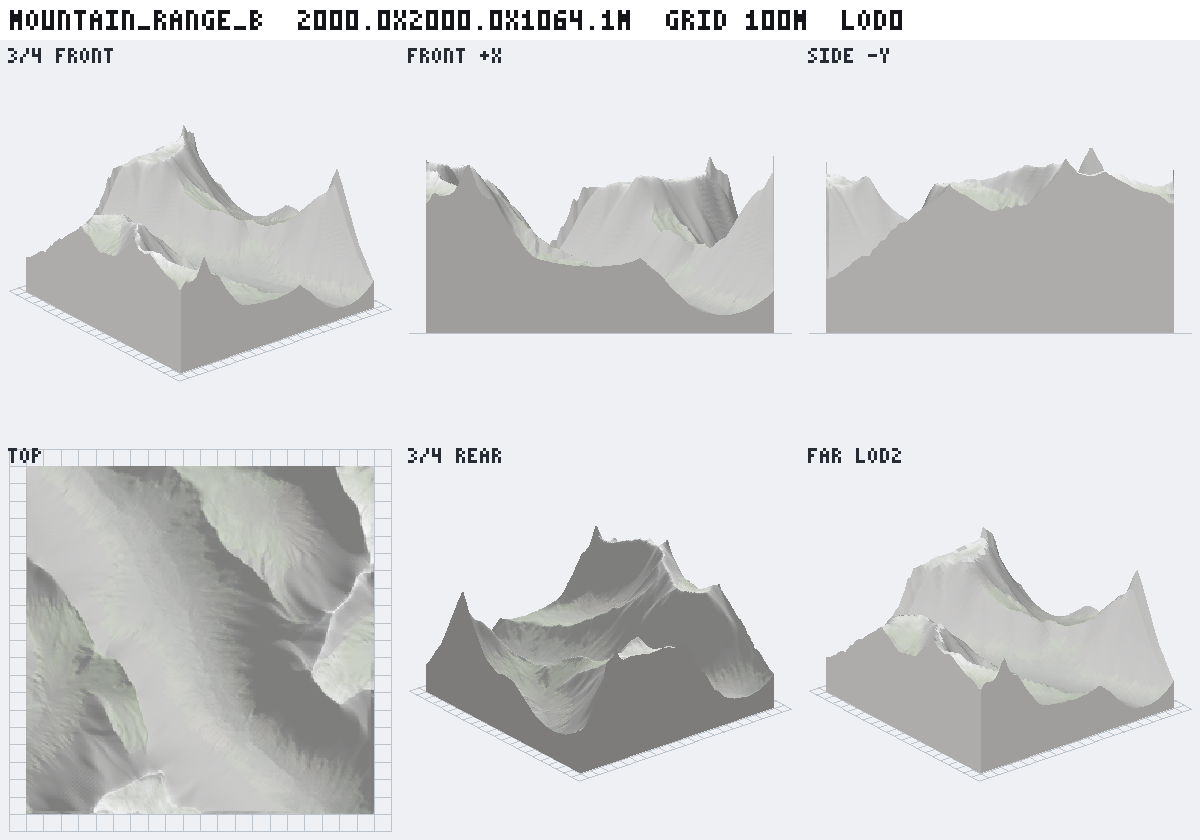 MOUNTAIN_RANGE_B 2000.0X2000.0X1064.1M GRID 100M LOD0
3/4 FRONT
FRONT +X
SIDE -Y
TOP
3/4 REAR
FAR LOD2